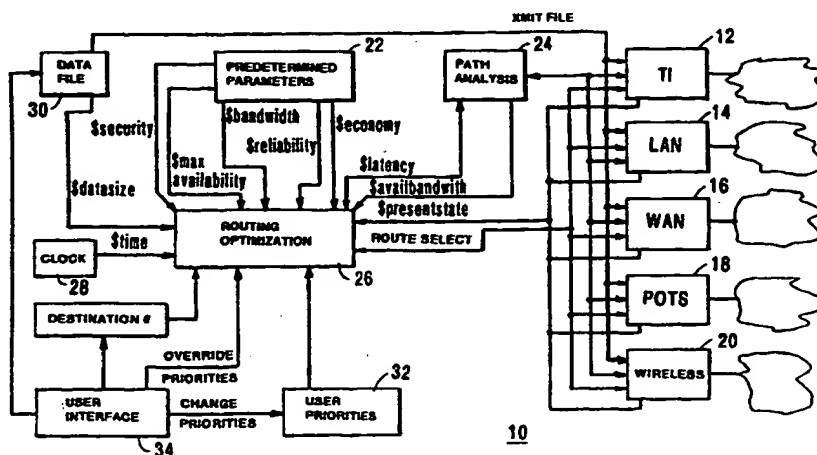 XMIT FILE
DATA
FILE
30
PREDETERMINED
PARAMETERS
22
PATH
ANALYSIS
24
12
TI
14
LAN
16
WAN
18
POTS
20
WIRELESS
$security
$max
availability
$bandwidth
$reliability
$economy
$latency
$availbandwith
$presentstate
$datasize
ROUTING
OPTIMIZATION
26
ROUTE SELECT
CLOCK
28
$time
DESTINATION #
OVERRIDE
PRIORITIES
CHANGE
PRIORITIES
USER
INTERFACE
34
USER
PRIORITIES
32
10